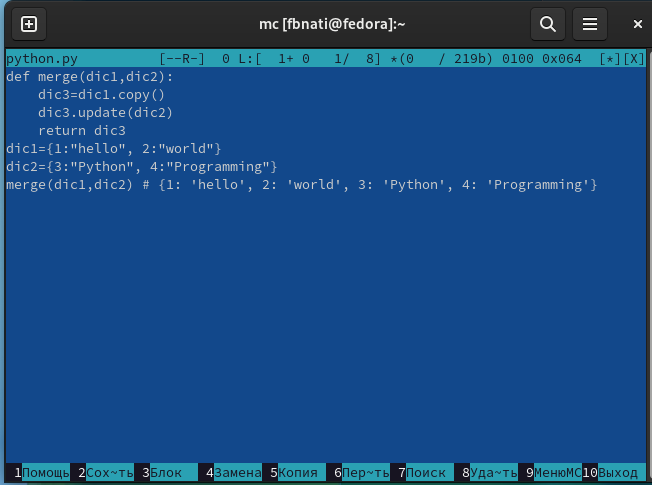 mc [fbnati@fedora]:~
python.py [--R-] 0 L:[ 1+ 0 1/ 8] *(0 / 219b) 0100 0x064 [*][X]
def merge(dic1,dic2):
    dic3=dic1.copy()
    dic3.update(dic2)
    return dic3
dic1={1:"hello", 2:"world"}
dic2={3:"Python", 4:"Programming"}
merge(dic1,dic2) # {1: 'hello', 2: 'world', 3: 'Python', 4: 'Programming'}
1Помощь 2Сох~ть 3Блок 4Замена 5Копия 6Пер~ть 7Поиск 8Уда~ть 9МенюMC 10Выход